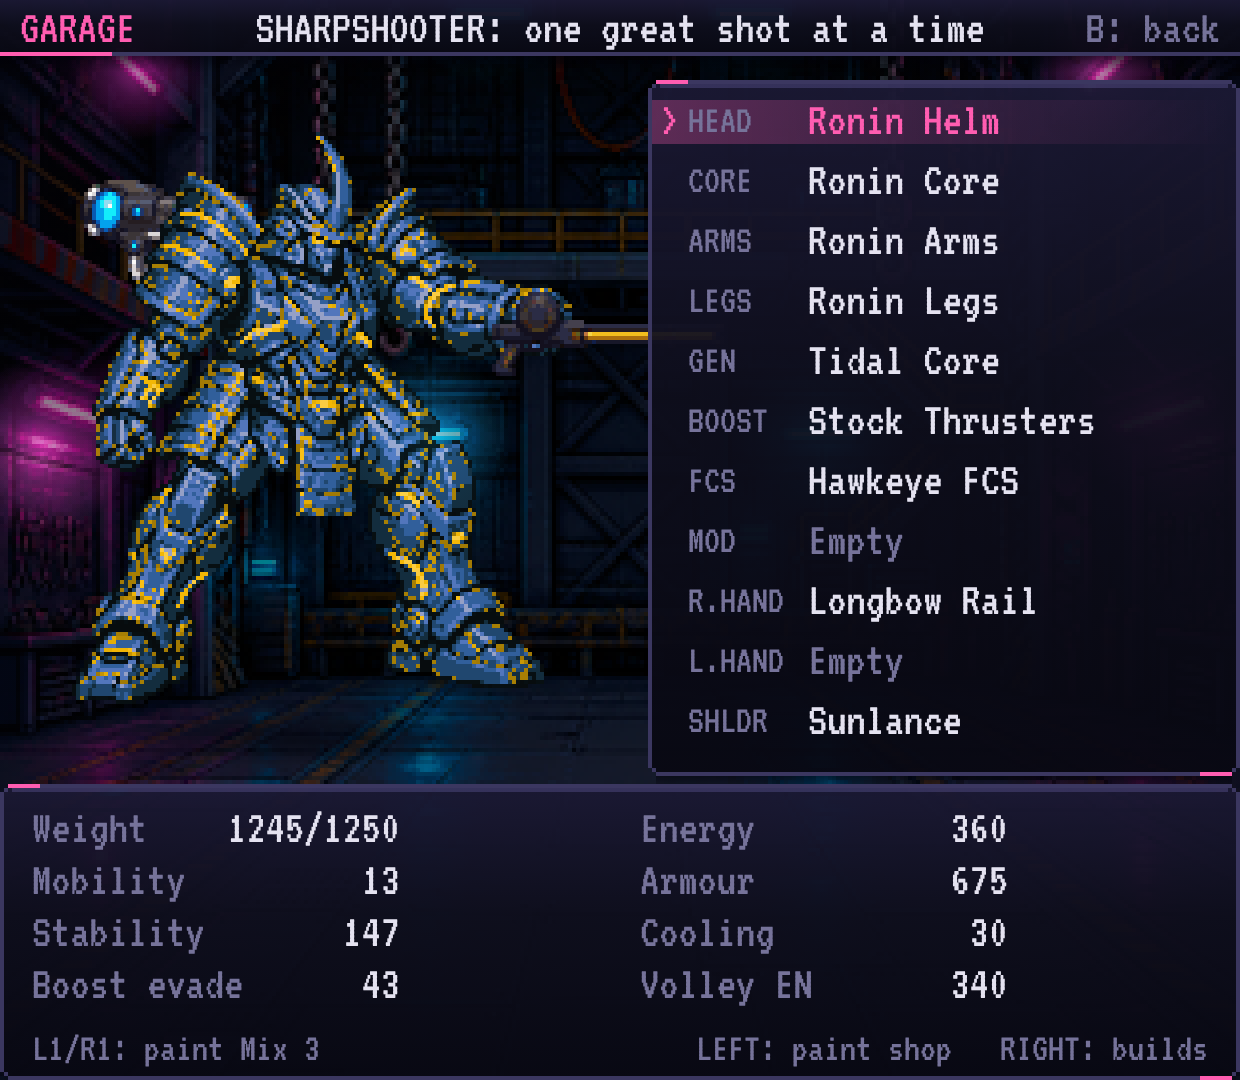 GARAGE SHARPSHOOTER: one great shot at a time B: back
HEAD Ronin Helm
CORE Ronin Core
ARMS Ronin Arms
LEGS Ronin Legs
GEN Tidal Core
BOOST Stock Thrusters
FCS Hawkeye FCS
MOD Empty
R.HAND Longbow Rail
L.HAND Empty
SHLDR Sunlance
Weight 1245/1250 Energy 360
Mobility 13 Armour 675
Stability 147 Cooling 30
Boost evade 43 Volley EN 340
L1/R1: paint Mix 3 LEFT: paint shop RIGHT: builds